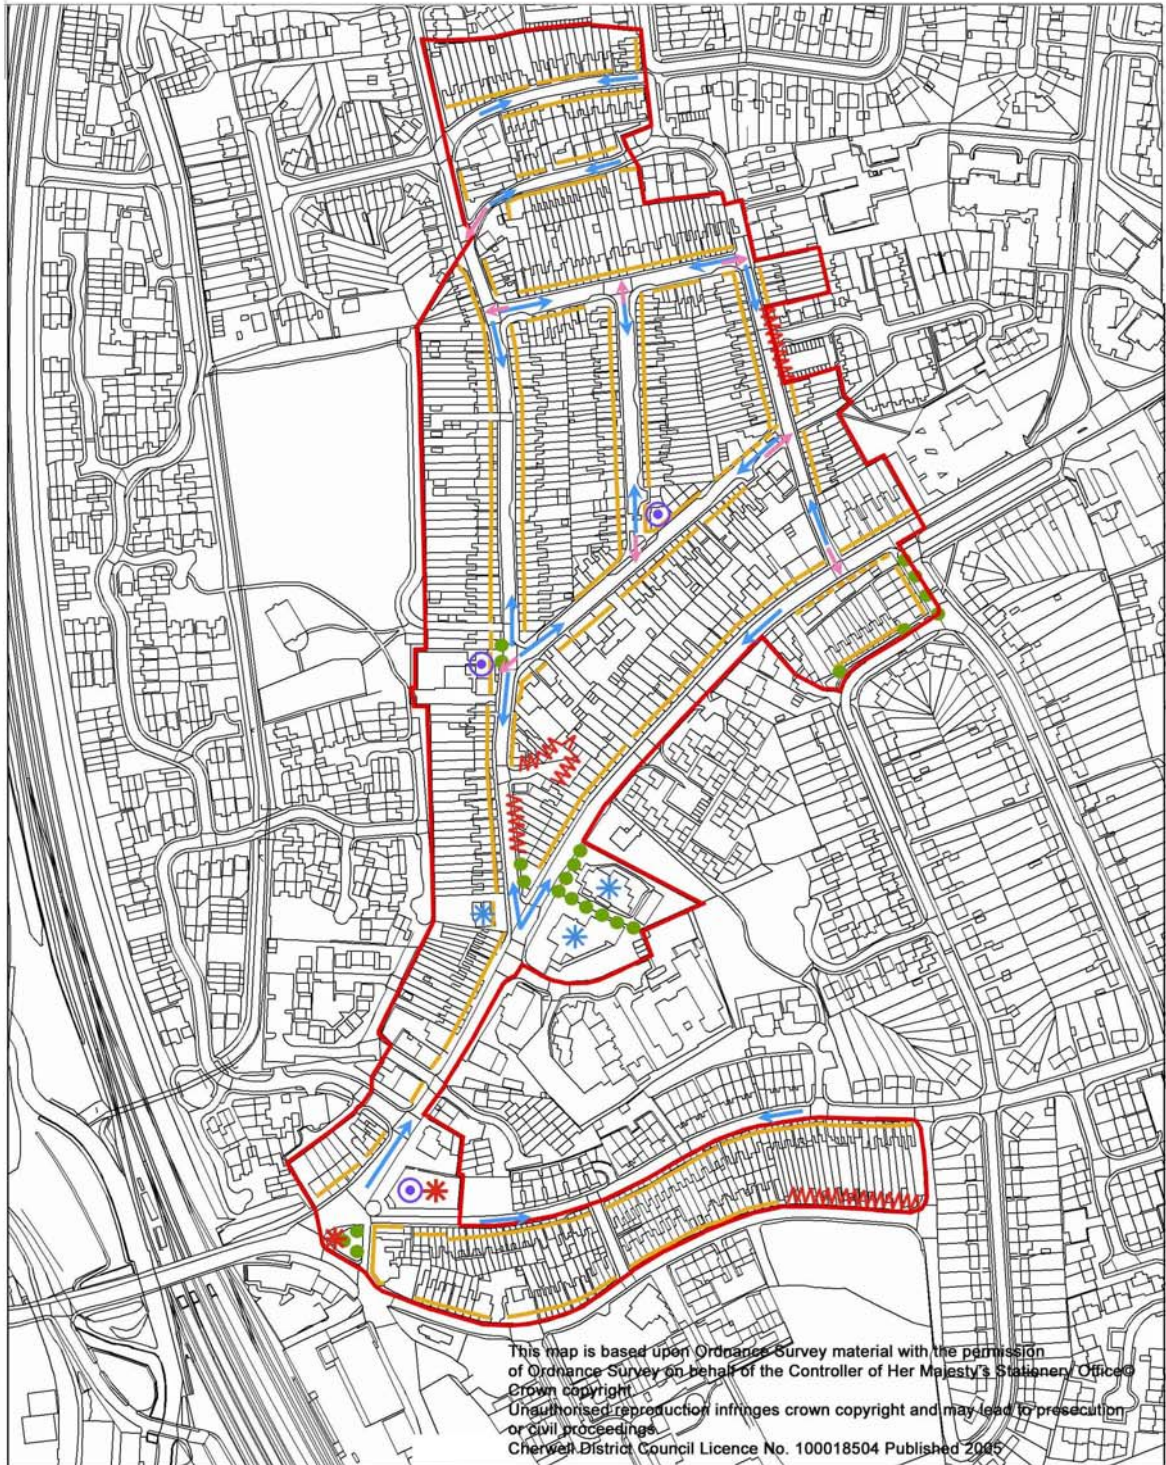 This map is based upon Ordnance Survey material with the permission
of Ordnance Survey on behalf of the Controller of Her Majesty's Stationery Office©
Crown copyright.
Unauthorised reproduction infringes crown copyright and may lead to presecution
or civil proceedings.
Cherwell District Council Licence No. 100018504 Published 2005